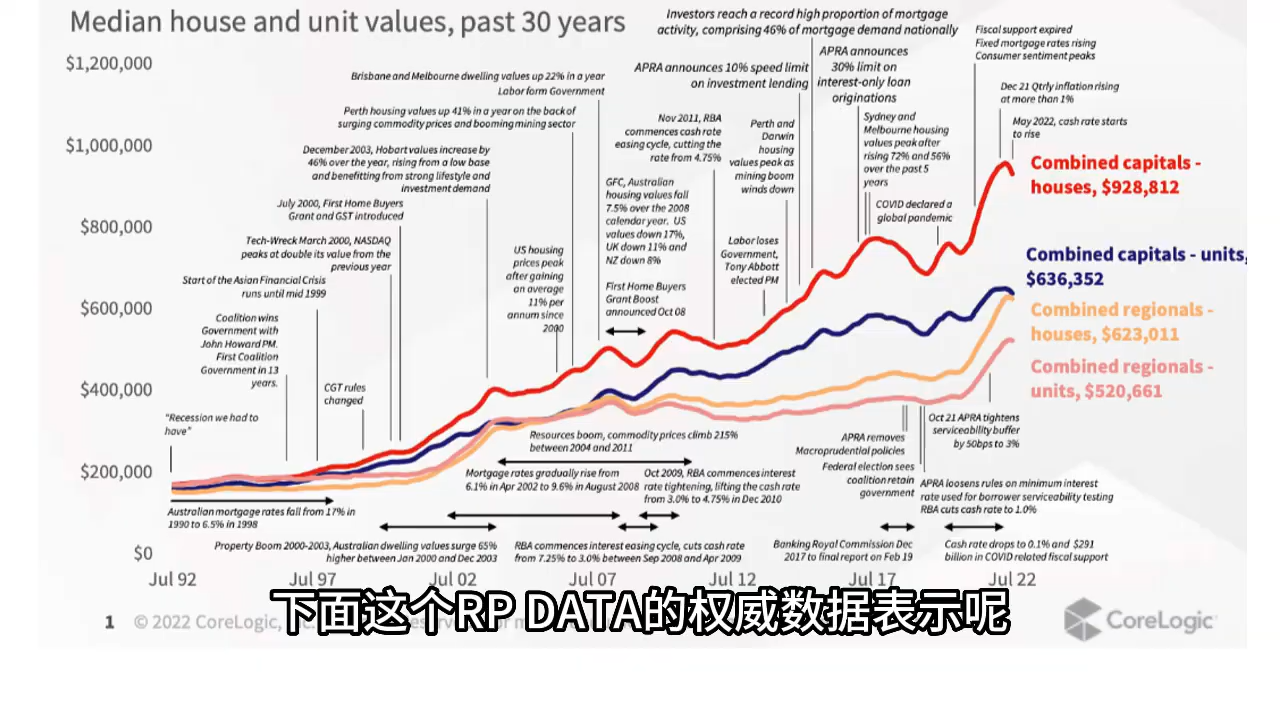 Median house and unit values, past 30 years
$1,200,000
$1,000,000
$800,000
$600,000
$400,000
$200,000
$0
Jul 92
Jul 97
Jul 02
Jul 07
Jul 12
Jul 17
Jul 22
"Recession we had to
have"
Australian mortgage rates fall from 17% in
1990 to 6.5% in 1998
Coalition wins
Government with
John Howard PM.
First Coalition
Government in 13
years.
Start of the Asian Financial Crisis
runs until mid 1999
CGT rules
changed
Tech-Wreck March 2000, NASDAQ
peaks at double its value from the
previous year
July 2000, First Home Buyers
Grant and GST introduced
December 2003, Hobart values increase by
46% over the year, rising from a low base
and benefitting from strong lifestyle and
investment demand
Perth housing values up 41% in a year on the back of
surging commodity prices and booming mining sector
Brisbane and Melbourne dwelling values up 22% in a year
Labor form Government
US housing
prices peak
after gaining
an average
11% per
annum since
2000
GFC, Australian
housing values fall
7.5% over the 2008
calendar year. US
values down 17%,
UK down 11% and
NZ down 8%
First Home Buyers
Grant Boost
announced Oct 08
Nov 2011, RBA
commences cash rate
easing cycle, cutting the
rate from 4.75%
Labor loses
Government,
Tony Abbott
elected PM
Perth and
Darwin
housing
values peak as
mining boom
winds down
APRA announces 10% speed limit
on investment lending
Investors reach a record high proportion of mortgage
activity, comprising 46% of mortgage demand nationally
APRA announces
30% limit on
interest-only loan
originations
Sydney and
Melbourne housing
values peak after
rising 72% and 56%
over the past 5
years
COVID declared a
global pandemic
Fiscal support expired
Fixed mortgage rates rising
Consumer sentiment peaks
Dec 21 Qtrly inflation rising
at more than 1%
May 2022, cash rate starts
to rise
Combined capitals -
houses, $928,812
Combined capitals - units,
$636,352
Combined regionals -
houses, $623,011
Combined regionals -
units, $520,661
Resources boom, commodity prices climb 215%
between 2004 and 2011
Mortgage rates gradually rise from
6.1% in Apr 2002 to 9.6% in August 2008
Oct 2009, RBA commences interest
rate tightening, lifting the cash rate
from 3.0% to 4.75% in Dec 2010
APRA removes
Macroprudential policies
Federal election sees
coalition retain
government
Oct 21 APRA tightens
serviceability buffer
by 50bps to 3%
APRA loosens rules on minimum interest
rate used for borrower serviceability testing
RBA cuts cash rate to 1.0%
Property Boom 2000-2003, Australian dwelling values surge 65%
higher between Jan 2000 and Dec 2003
RBA commences interest easing cycle, cuts cash rate
from 7.25% to 3.0% between Sep 2008 and Apr 2009
Banking Royal Commission Dec
2017 to final report on Feb 19
Cash rate drops to 0.1% and $291
billion in COVID related fiscal support
下面这个RP DATA的权威数据表示呢
1 © 2022 CoreLogic,
CoreLogic